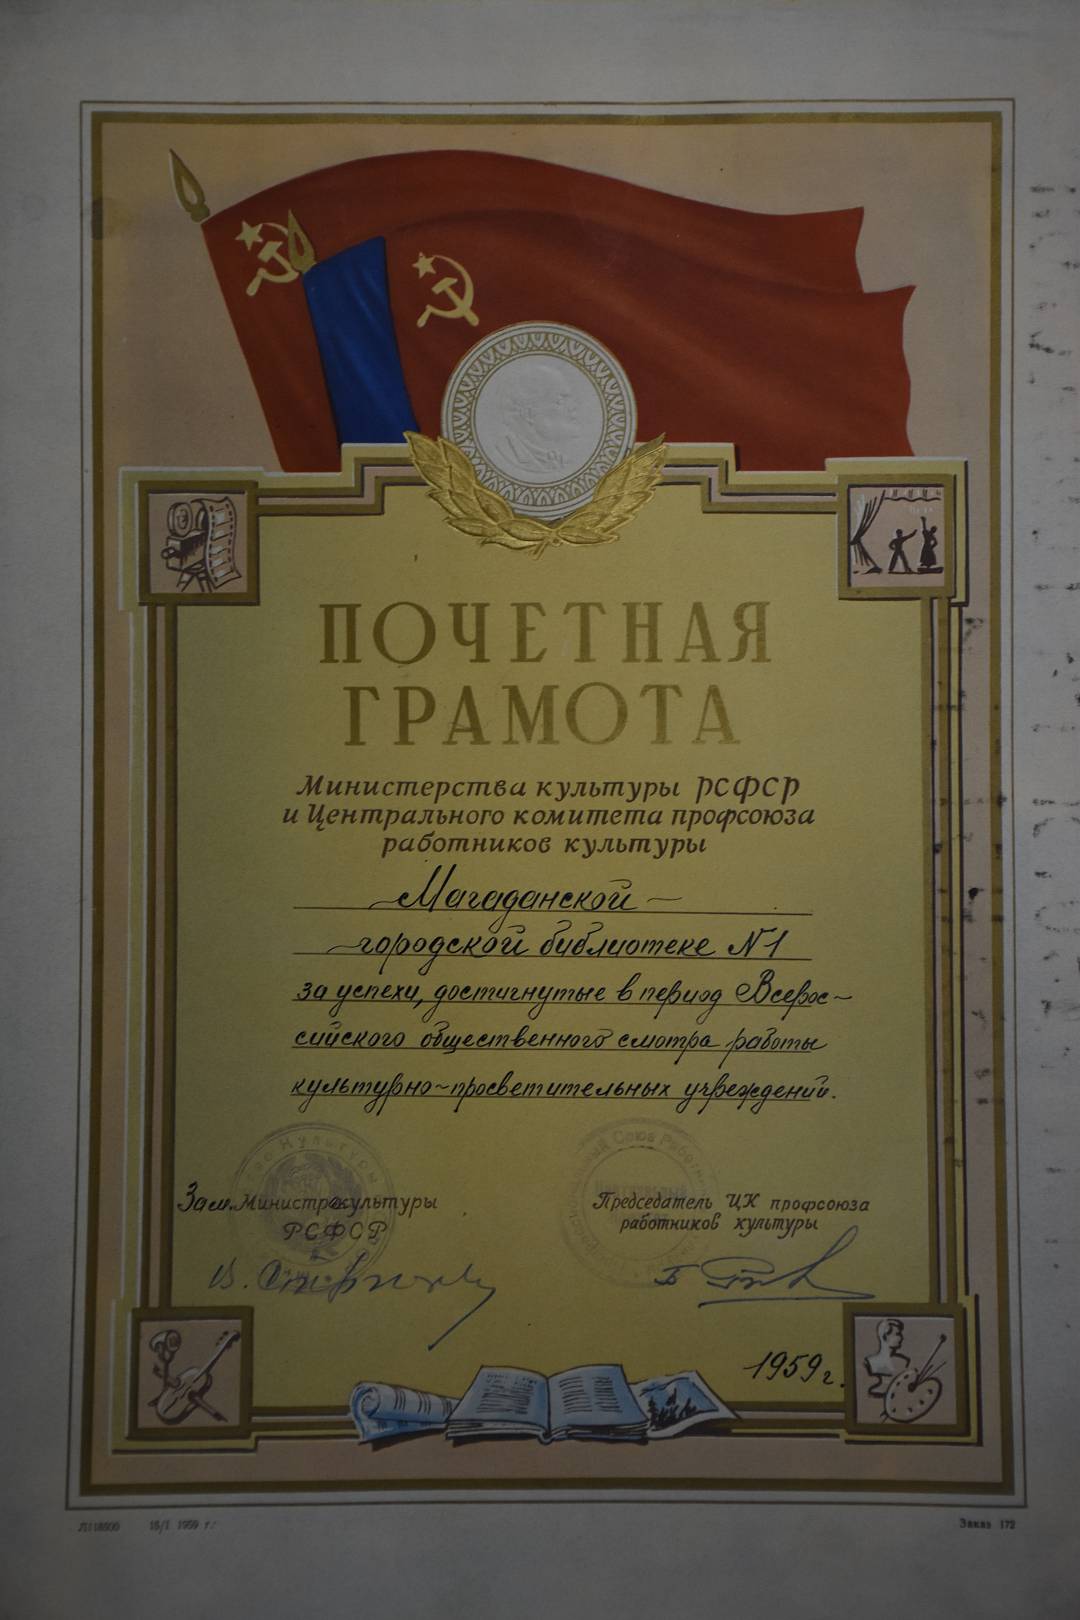 ПОЧЕТНАЯ
ГРАМОТА
Министерства культуры РСФСР
и Центрального комитета профсоюза
работников культуры
Магаданской
городской библиотеке №1
за успехи, достигнутые в период Всерос-
сийского общественного смотра работы
культурно-просветительных учреждений.
Зам. Министра культуры
РСФСР
Председатель ЦК профсоюза
работников культуры
1959 г.
15/I 1959 г.
Заказ 172